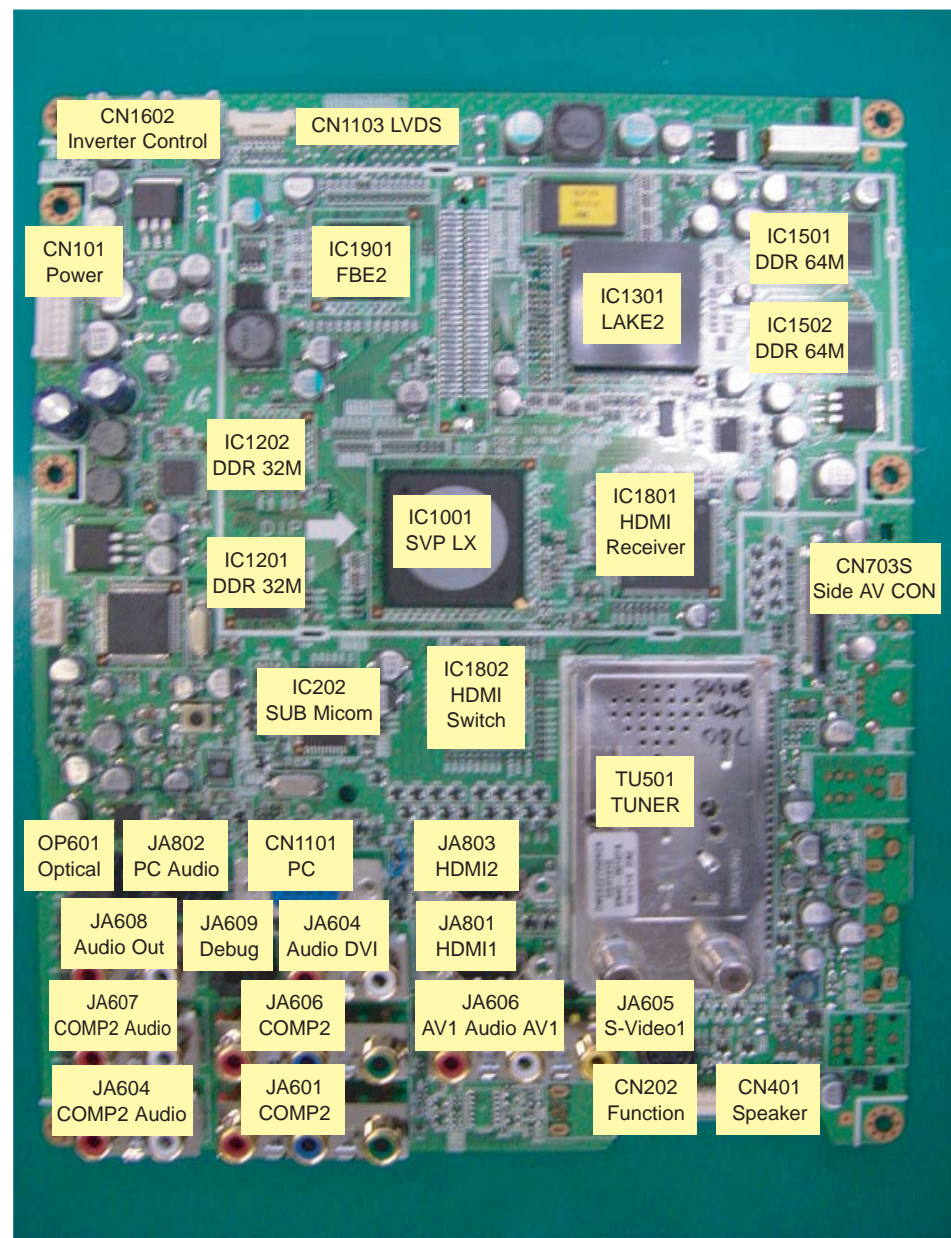 CN1602
Inverter Control
CN1103 LVDS
CN101
Power
IC1901
FBE2
IC1301
LAKE2
IC1501
DDR 64M
IC1502
DDR 64M
IC1202
DDR 32M
IC1201
DDR 32M
IC1001
SVP LX
IC1801
HDMI
Receiver
CN703S
Side AV CON
IC202
SUB Micom
IC1802
HDMI
Switch
TU501
TUNER
OP601
Optical
JA802
PC Audio
CN1101
PC
JA803
HDMI2
JA608
Audio Out
JA609
Debug
JA604
Audio DVI
JA801
HDMI1
JA607
COMP2 Audio
JA606
COMP2
JA606
AV1 Audio AV1
JA605
S-Video1
JA604
COMP2 Audio
JA601
COMP2
CN202
Function
CN401
Speaker